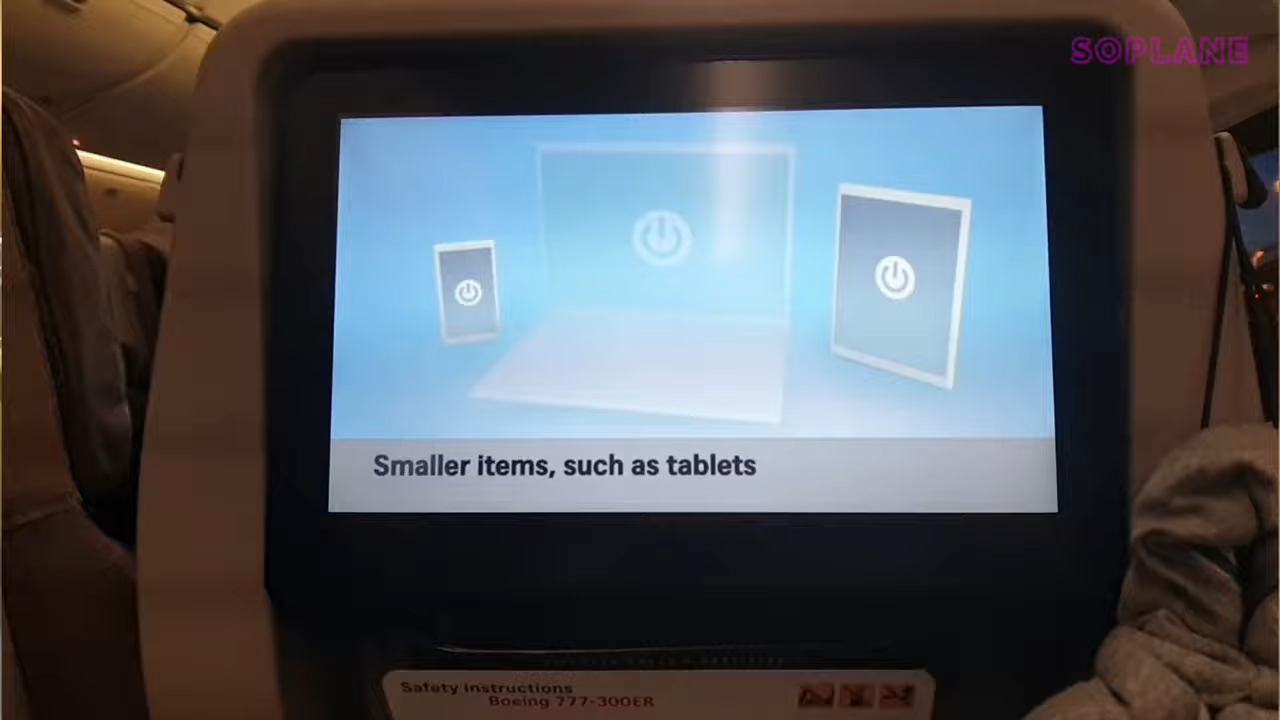 SOPLANE
Smaller items, such as tablets
Safety instructions
Boeing 777-300ER